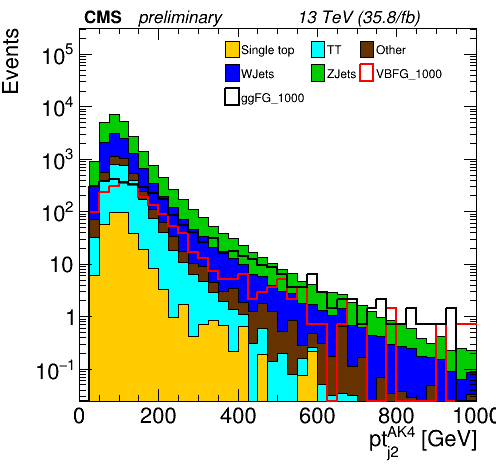 CMS preliminary 13 TeV (35.8/fb)
Events
Single top TT Other
WJets ZJets VBFG_1000
ggFG_1000
10^5
10^4
10^3
10^2
10
1
10^−1
0 200 400 600 800 1000
pt_j2^AK4 [GeV]